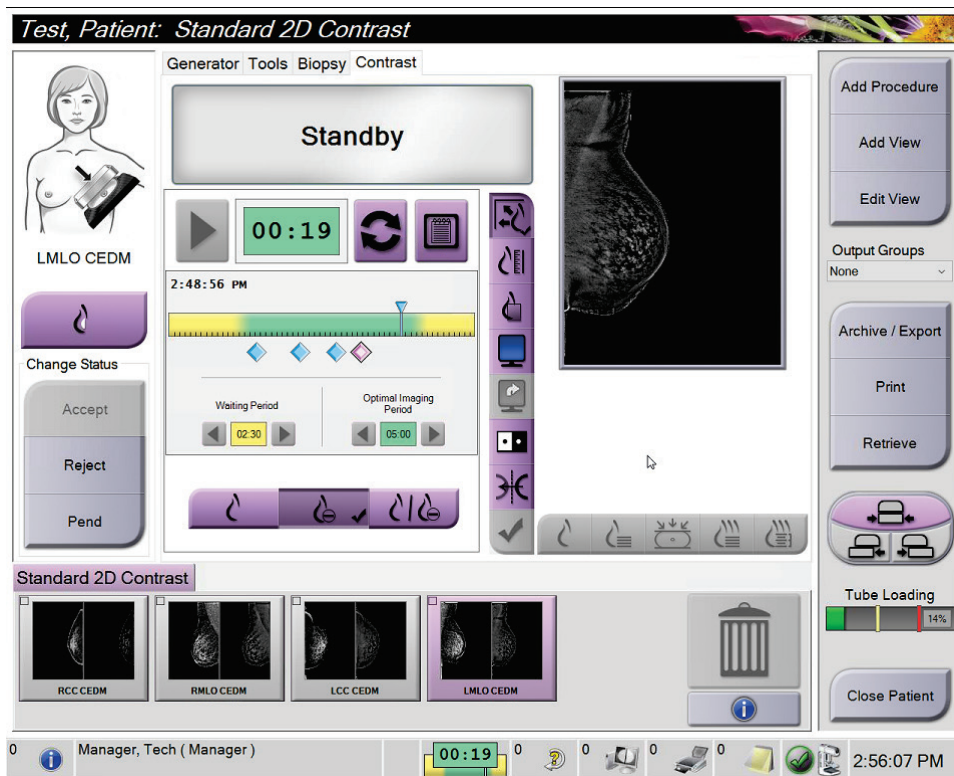 Test, Patient: Standard 2D Contrast
Generator Tools Biopsy Contrast
Standby
00:19
2:48:56 PM
Waiting Period
Optimal Imaging
Period
02:30
05:00
LMLO CEDM
Change Status
Accept
Reject
Pend
Add Procedure
Add View
Edit View
Output Groups
None
Archive / Export
Print
Retrieve
Tube Loading
14%
Close Patient
Standard 2D Contrast
RCC CEDM
RMLO CEDM
LCC CEDM
LMLO CEDM
0 Manager, Tech ( Manager ) 00:19 0 0 0 0 2:56:07 PM